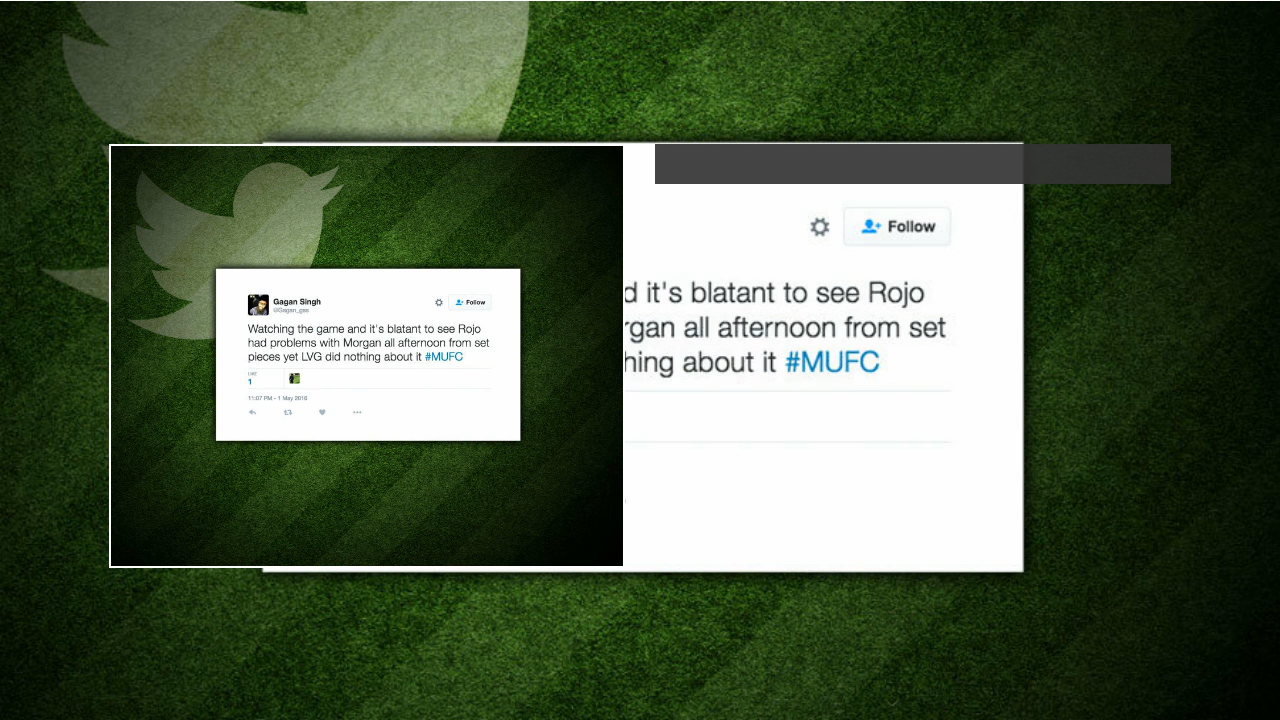 Gagan Singh
@Gagan_gas
Follow
Watching the game and it's blatant to see Rojo
had problems with Morgan all afternoon from set
pieces yet LVG did nothing about it #MUFC
LIKE
1
11:07 PM - 1 May 2016
Follow
d it's blatant to see Rojo
rgan all afternoon from set
hing about it #MUFC